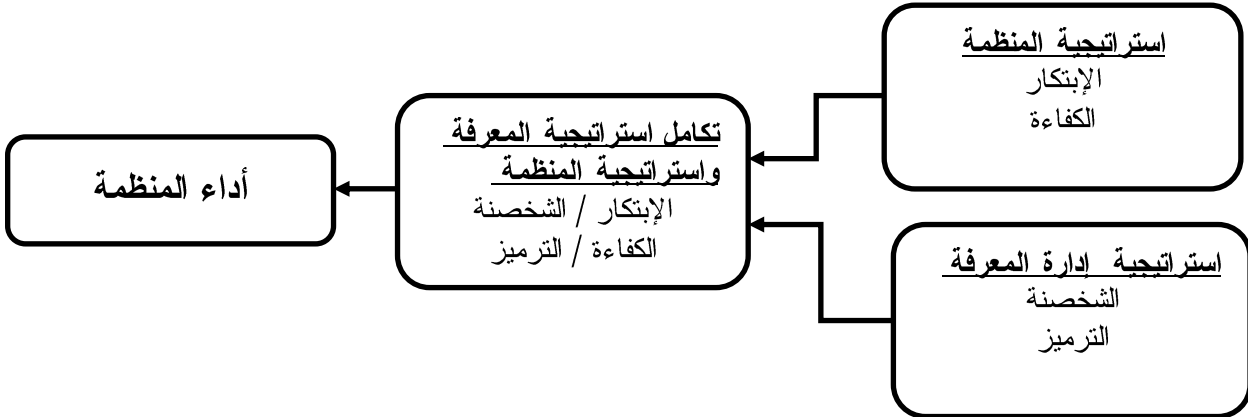 استراتيجية المنظمة
الإبتكار
الكفاءة
استراتيجية إدارة المعرفة
الشخصنة
الترميز
تكامل استراتيجية المعرفة
واستراتيجية المنظمة
الإبتكار / الشخصنة
الكفاءة / الترميز
أداء المنظمة